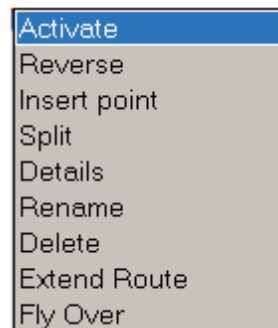 Activate
Reverse
Insert point
Split
Details
Rename
Delete
Extend Route
Fly Over